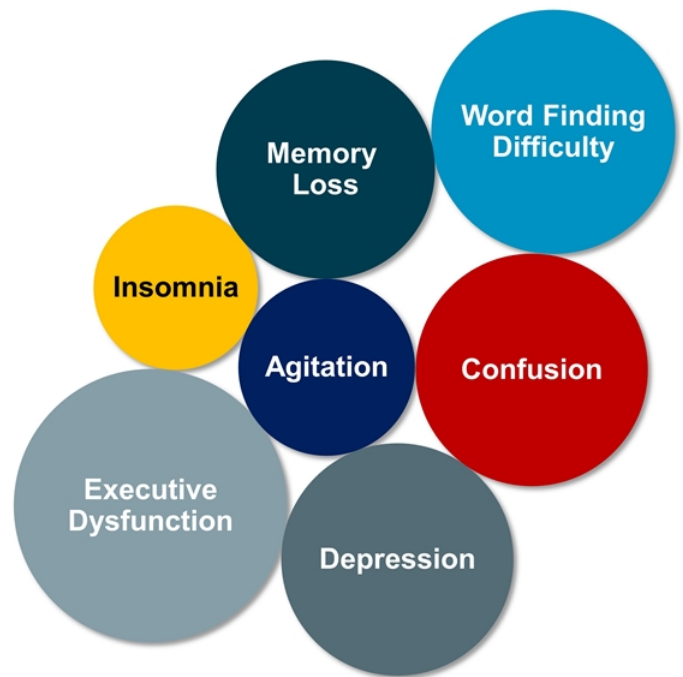 Word Finding
Difficulty
Memory
Loss
Insomnia
Agitation
Confusion
Executive
Dysfunction
Depression